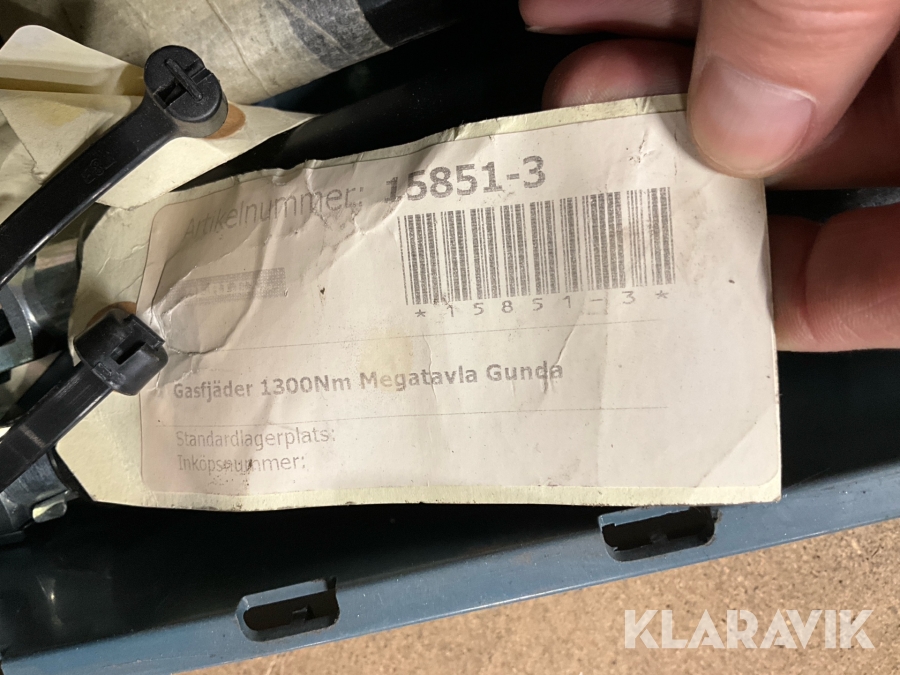 Artikelnummer: 15851-3
*15851-3*
Gasfjäder 1300Nm Megatavla Gunda
Standardlagerplats:
Inköpsnummer:
KLARAVIK